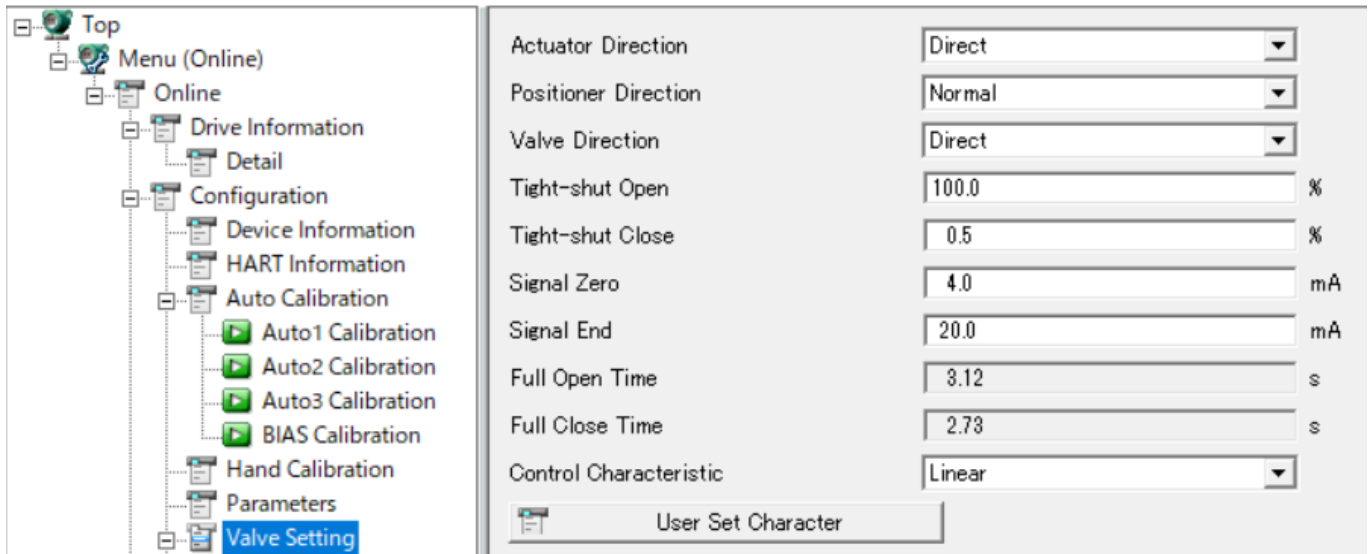 Top
Menu (Online)
Online
Drive Information
Detail
Configuration
Device Information
HART Information
Auto Calibration
Auto1 Calibration
Auto2 Calibration
Auto3 Calibration
BIAS Calibration
Hand Calibration
Parameters
Valve Setting
Actuator Direction Direct
Positioner Direction Normal
Valve Direction Direct
Tight-shut Open 100.0 %
Tight-shut Close 0.5 %
Signal Zero 4.0 mA
Signal End 20.0 mA
Full Open Time 3.12 s
Full Close Time 2.73 s
Control Characteristic Linear
User Set Character